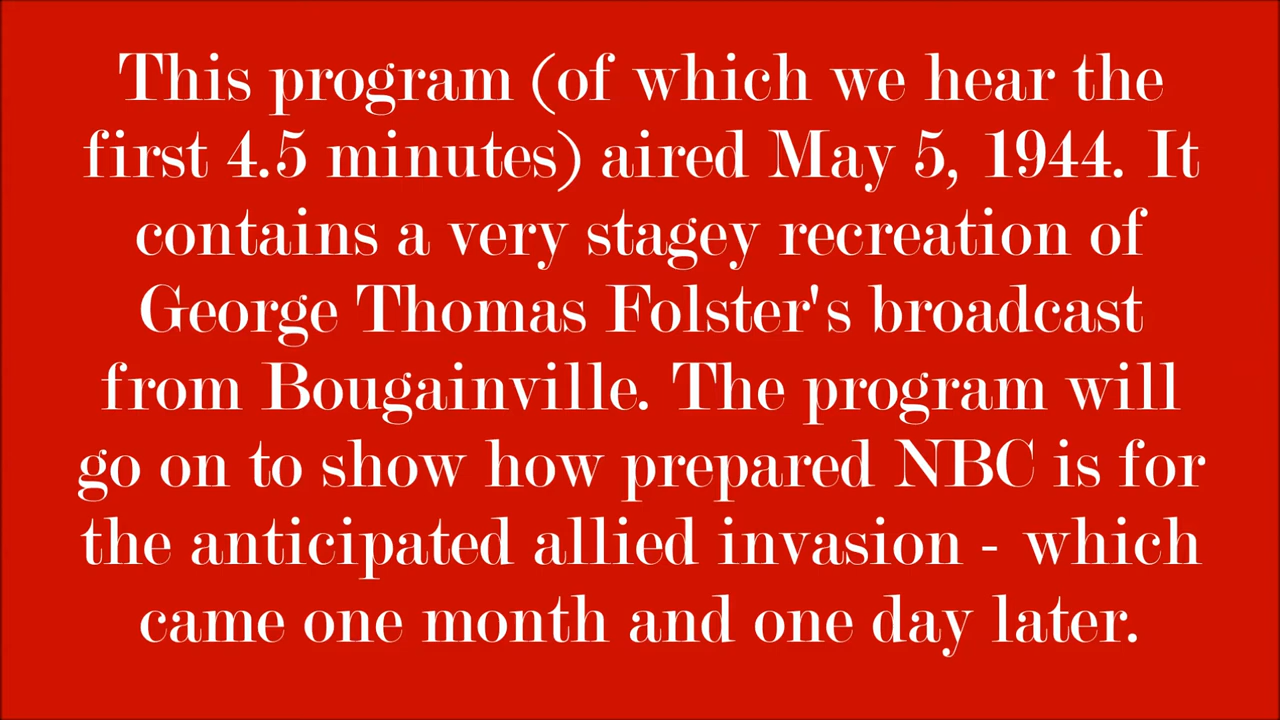 This program (of which we hear the
first 4.5 minutes) aired May 5, 1944. It
contains a very stagey recreation of
George Thomas Folster's broadcast
from Bougainville. The program will
go on to show how prepared NBC is for
the anticipated allied invasion - which
came one month and one day later.